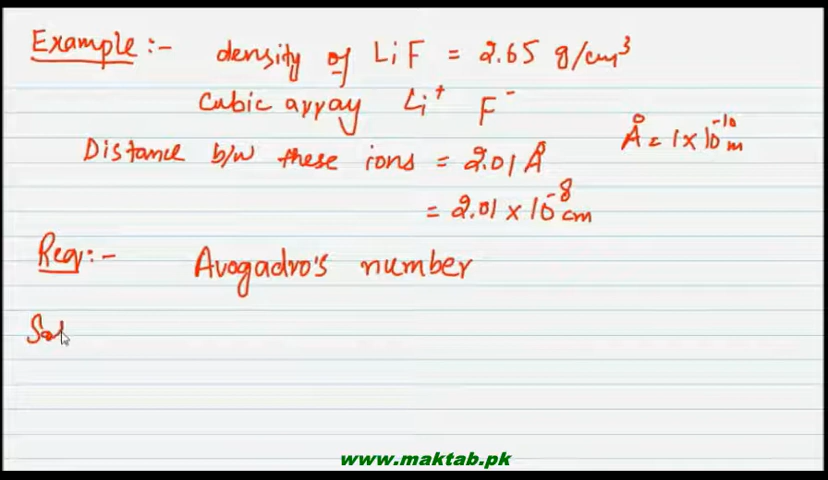 Example:- density of LiF = 2.65 g/cm³
Cubic array Li⁺ F⁻
Å = 1 × 10⁻¹⁰ m
Distance b/w these ions = 2.01 Å
= 2.01 × 10⁻⁸ cm
Req:- Avogadro's number
Sol
www.maktab.pk